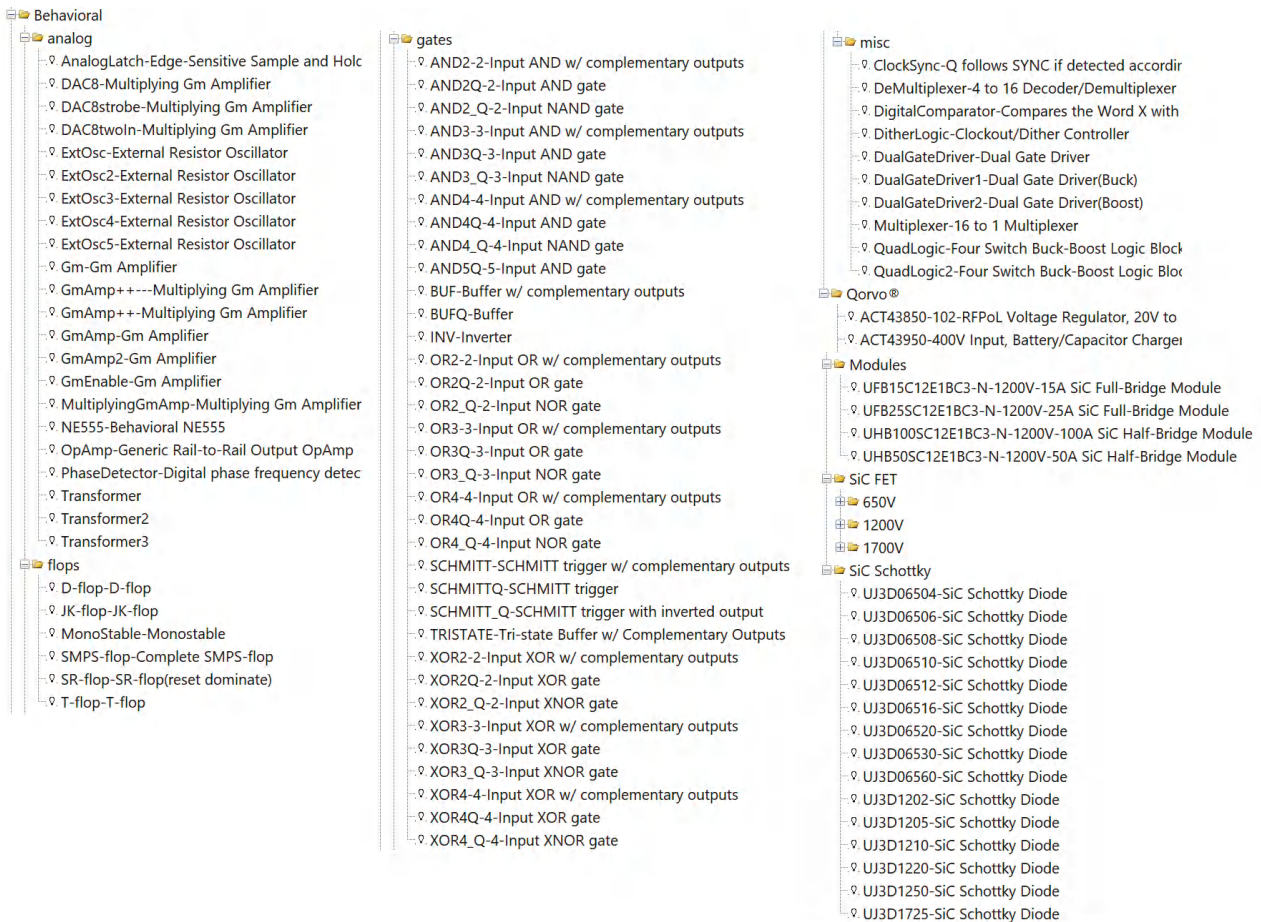 Behavioral
analog
AnalogLatch-Edge-Sensitive Sample and Holc
DAC8-Multiplying Gm Amplifier
DAC8strobe-Multiplying Gm Amplifier
DAC8twoIn-Multiplying Gm Amplifier
ExtOsc-External Resistor Oscillator
ExtOsc2-External Resistor Oscillator
ExtOsc3-External Resistor Oscillator
ExtOsc4-External Resistor Oscillator
ExtOsc5-External Resistor Oscillator
Gm-Gm Amplifier
GmAmp++---Multiplying Gm Amplifier
GmAmp++-Multiplying Gm Amplifier
GmAmp-Gm Amplifier
GmAmp2-Gm Amplifier
GmEnable-Gm Amplifier
MultiplyingGmAmp-Multiplying Gm Amplifier
NE555-Behavioral NE555
OpAmp-Generic Rail-to-Rail Output OpAmp
PhaseDetector-Digital phase frequency detec
Transformer
Transformer2
Transformer3
flops
D-flop-D-flop
JK-flop-JK-flop
MonoStable-Monostable
SMPS-flop-Complete SMPS-flop
SR-flop-SR-flop(reset dominate)
T-flop-T-flop
gates
AND2-2-Input AND w/ complementary outputs
AND2Q-2-Input AND gate
AND2_Q-2-Input NAND gate
AND3-3-Input AND w/ complementary outputs
AND3Q-3-Input AND gate
AND3_Q-3-Input NAND gate
AND4-4-Input AND w/ complementary outputs
AND4Q-4-Input AND gate
AND4_Q-4-Input NAND gate
AND5Q-5-Input AND gate
BUF-Buffer w/ complementary outputs
BUFQ-Buffer
INV-Inverter
OR2-2-Input OR w/ complementary outputs
OR2Q-2-Input OR gate
OR2_Q-2-Input NOR gate
OR3-3-Input OR w/ complementary outputs
OR3Q-3-Input OR gate
OR3_Q-3-Input NOR gate
OR4-4-Input OR w/ complementary outputs
OR4Q-4-Input OR gate
OR4_Q-4-Input NOR gate
SCHMITT-SCHMITT trigger w/ complementary outputs
SCHMITTQ-SCHMITT trigger
SCHMITT_Q-SCHMITT trigger with inverted output
TRISTATE-Tri-state Buffer w/ Complementary Outputs
XOR2-2-Input XOR w/ complementary outputs
XOR2Q-2-Input XOR gate
XOR2_Q-2-Input XNOR gate
XOR3-3-Input XOR w/ complementary outputs
XOR3Q-3-Input XOR gate
XOR3_Q-3-Input XNOR gate
XOR4-4-Input XOR w/ complementary outputs
XOR4Q-4-Input XOR gate
XOR4_Q-4-Input XNOR gate
misc
ClockSync-Q follows SYNC if detected accordir
DeMultiplexer-4 to 16 Decoder/Demultiplexer
DigitalComparator-Compares the Word X with
DitherLogic-Clockout/Dither Controller
DualGateDriver-Dual Gate Driver
DualGateDriver1-Dual Gate Driver(Buck)
DualGateDriver2-Dual Gate Driver(Boost)
Multiplexer-16 to 1 Multiplexer
QuadLogic-Four Switch Buck-Boost Logic Block
QuadLogic2-Four Switch Buck-Boost Logic Bloc
Qorvo®
ACT43850-102-RFPoL Voltage Regulator, 20V to
ACT43950-400V Input, Battery/Capacitor Charger
Modules
UFB15C12E1BC3-N-1200V-15A SiC Full-Bridge Module
UFB25SC12E1BC3-N-1200V-25A SiC Full-Bridge Module
UHB100SC12E1BC3-N-1200V-100A SiC Half-Bridge Module
UHB50SC12E1BC3-N-1200V-50A SiC Half-Bridge Module
SiC FET
650V
1200V
1700V
SiC Schottky
UJ3D06504-SiC Schottky Diode
UJ3D06506-SiC Schottky Diode
UJ3D06508-SiC Schottky Diode
UJ3D06510-SiC Schottky Diode
UJ3D06512-SiC Schottky Diode
UJ3D06516-SiC Schottky Diode
UJ3D06520-SiC Schottky Diode
UJ3D06530-SiC Schottky Diode
UJ3D06560-SiC Schottky Diode
UJ3D1202-SiC Schottky Diode
UJ3D1205-SiC Schottky Diode
UJ3D1210-SiC Schottky Diode
UJ3D1220-SiC Schottky Diode
UJ3D1250-SiC Schottky Diode
UJ3D1725-SiC Schottky Diode